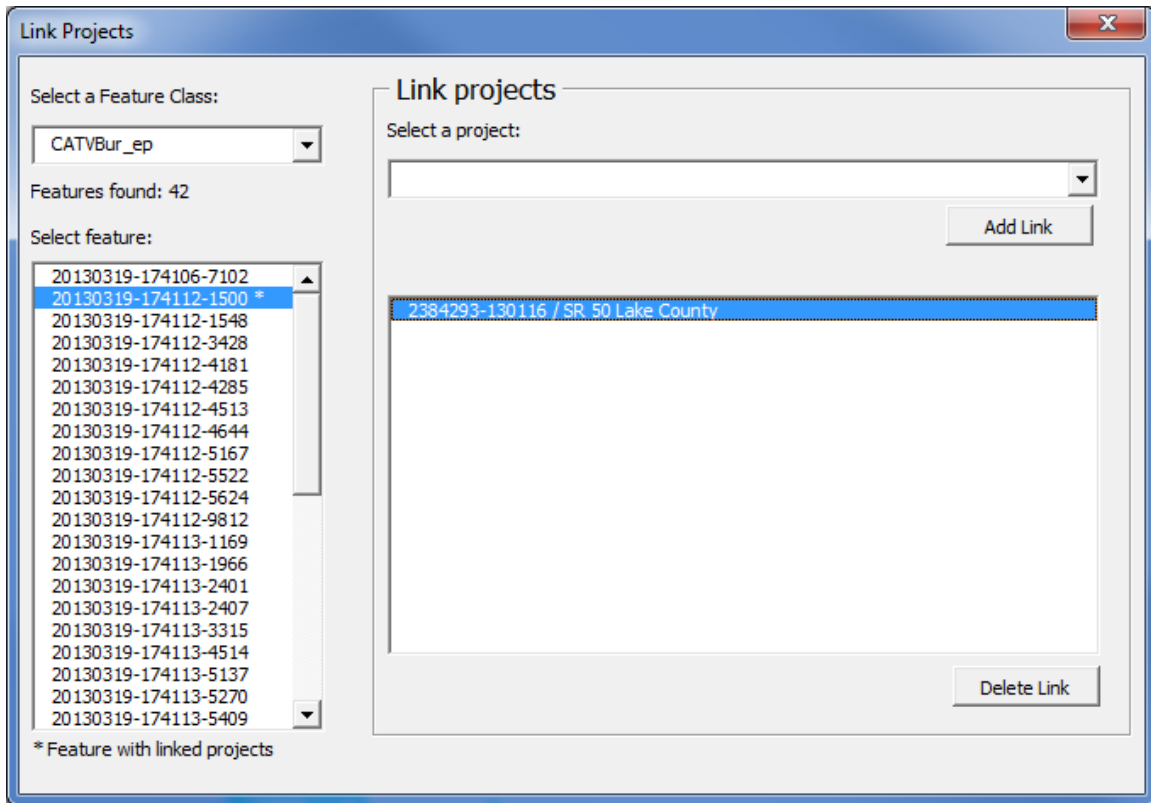 Link Projects
Select a Feature Class:
CATVBur_ep
Features found: 42
Select feature:
20130319-174106-7102
20130319-174112-1500 *
20130319-174112-1548
20130319-174112-3428
20130319-174112-4181
20130319-174112-4285
20130319-174112-4513
20130319-174112-4644
20130319-174112-5167
20130319-174112-5522
20130319-174112-5624
20130319-174112-9812
20130319-174113-1169
20130319-174113-1966
20130319-174113-2401
20130319-174113-2407
20130319-174113-3315
20130319-174113-4514
20130319-174113-5137
20130319-174113-5270
20130319-174113-5409
* Feature with linked projects
Link projects
Select a project:
Add Link
2384293-130116 / SR 50 Lake County
Delete Link